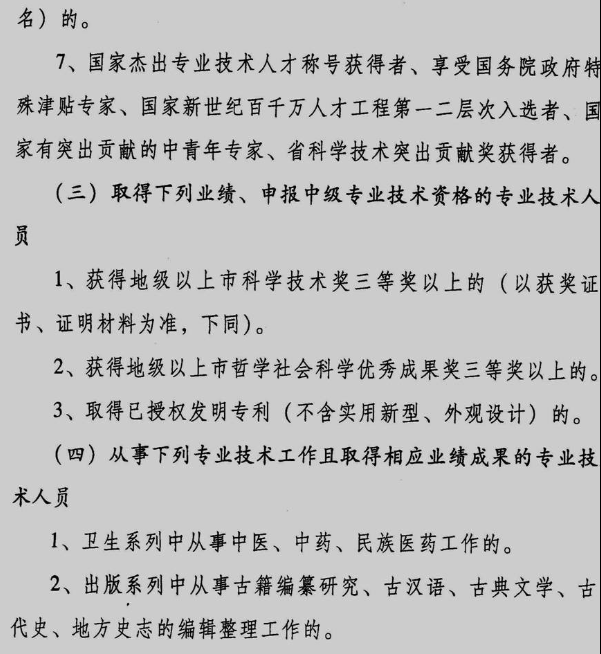 名）的。
7、国家杰出专业技术人才称号获得者、享受国务院政府特
殊津贴专家、国家新世纪百千万人才工程第一二层次入选者、国
家有突出贡献的中青年专家、省科学技术突出贡献奖获得者。
（三）取得下列业绩、申报中级专业技术资格的专业技术人
员
1、获得地级以上市科学技术奖三等奖以上的（以获奖证
书、证明材料为准，下同）。
2、获得地级以上市哲学社会科学优秀成果奖三等奖以上的。
3、取得已授权发明专利（不含实用新型、外观设计）的。
（四）从事下列专业技术工作且取得相应业绩成果的专业技
术人员
1、卫生系列中从事中医、中药、民族医药工作的。
2、出版系列中从事古籍编纂研究、古汉语、古典文学、古
代史、地方史志的编辑整理工作的。